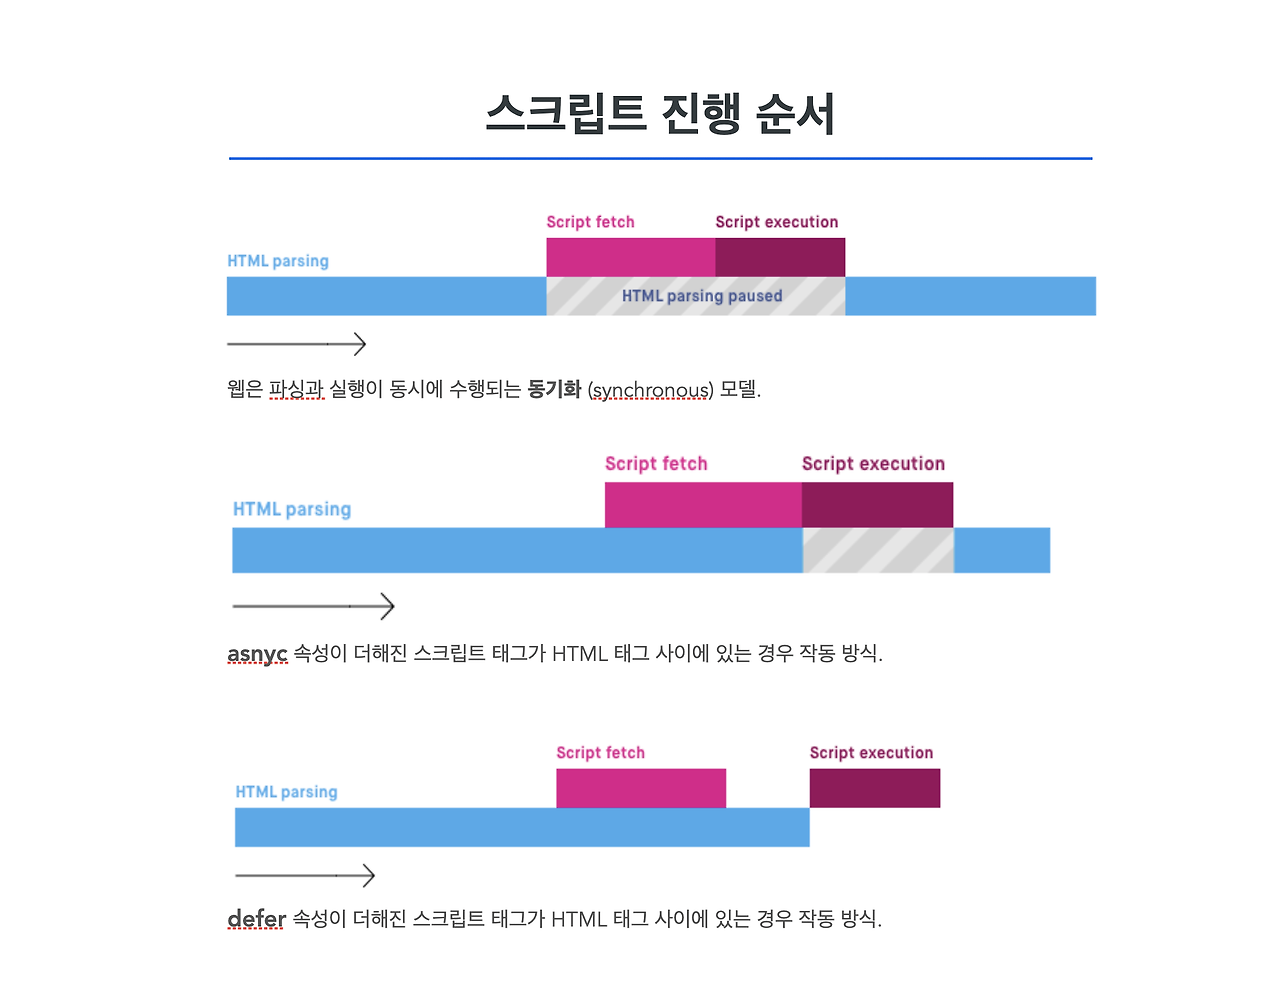 스크립트 진행 순서
Script fetch Script execution
HTML parsing
HTML parsing paused
웹은 파싱과 실행이 동시에 수행되는 동기화 (synchronous) 모델.
Script fetch Script execution
HTML parsing
asnyc 속성이 더해진 스크립트 태그가 HTML 태그 사이에 있는 경우 작동 방식.
Script fetch Script execution
HTML parsing
defer 속성이 더해진 스크립트 태그가 HTML 태그 사이에 있는 경우 작동 방식.